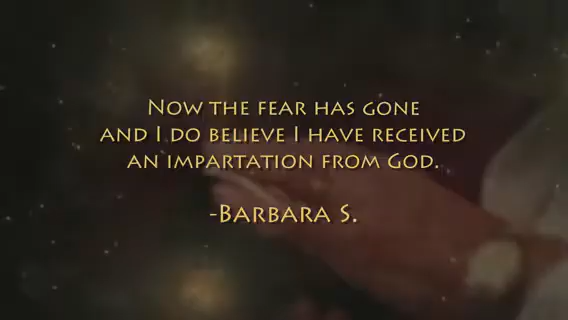 Now the fear has gone
and I do believe I have received
an impartation from God.
-Barbara S.